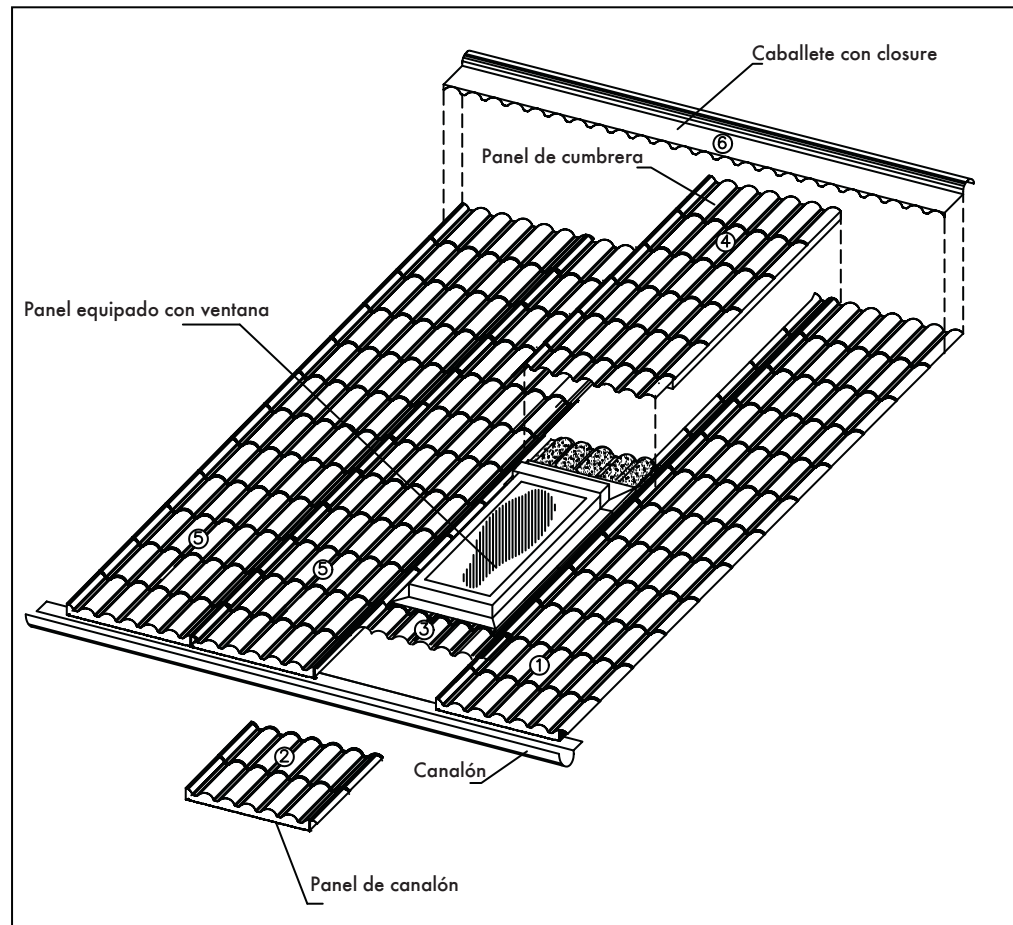 Caballete con closure
⑥
Panel de cumbrera
④
Panel equipado con ventana
⑤
⑤
③
①
②
Canalón
Panel de canalón